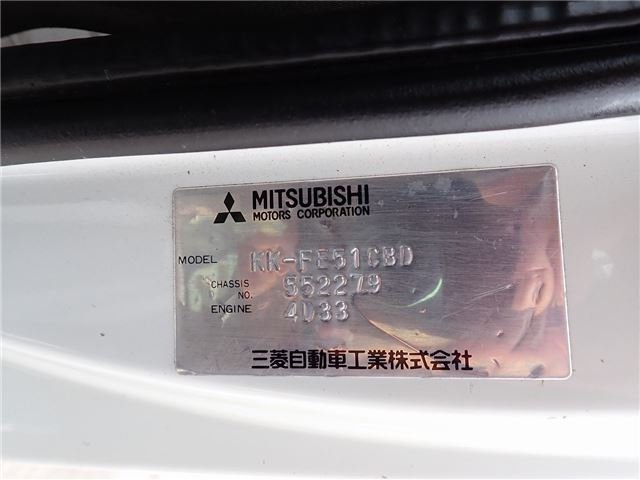 MITSUBISHI
MOTORS CORPORATION
MODEL KK-FE51CBD
CHASSIS NO. 552279
ENGINE 4D33
三菱自動車工業株式会社